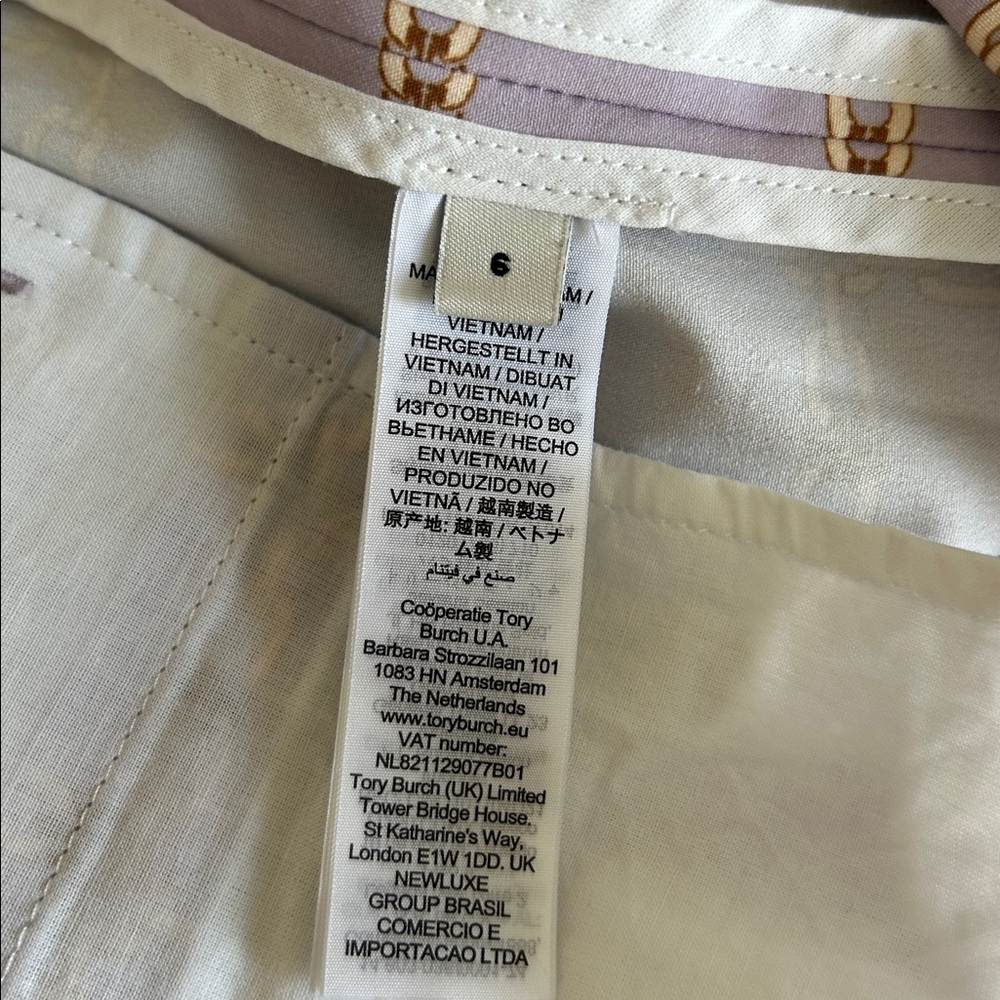 6
VIETNAM /
HERGESTELLT IN
VIETNAM / DIBUAT
DI VIETNAM /
ИЗГОТОВЛЕНО ВО
ВЬЕТНАМЕ / HECHO
EN VIETNAM /
PRODUZIDO NO
VIETNÃ / 越南製造 /
原产地: 越南 / ベトナ
ム製
صنع في فيتنام
Coöperatie Tory
Burch U.A.
Barbara Strozzilaan 101
1083 HN Amsterdam
The Netherlands
www.toryburch.eu
VAT number:
NL821129077B01
Tory Burch (UK) Limited
Tower Bridge House.
St Katharine's Way,
London E1W 1DD. UK
NEWLUXE
GROUP BRASIL
COMERCIO E
IMPORTACAO LTDA